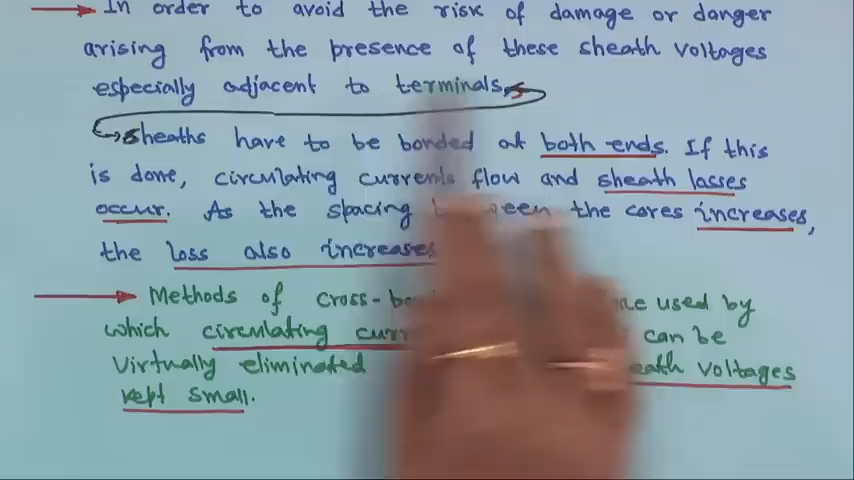 In order to avoid the risk of damage or danger
arising from the presence of these sheath voltages
especially adjacent to terminals,
sheaths have to be bonded at both ends. If this
is done, circulating currents flow and sheath losses
occur. As the spacing between the cores increases,
the loss also increases
Methods of cross- used by
which circulating can be
Virtually eliminated voltages
kept small.